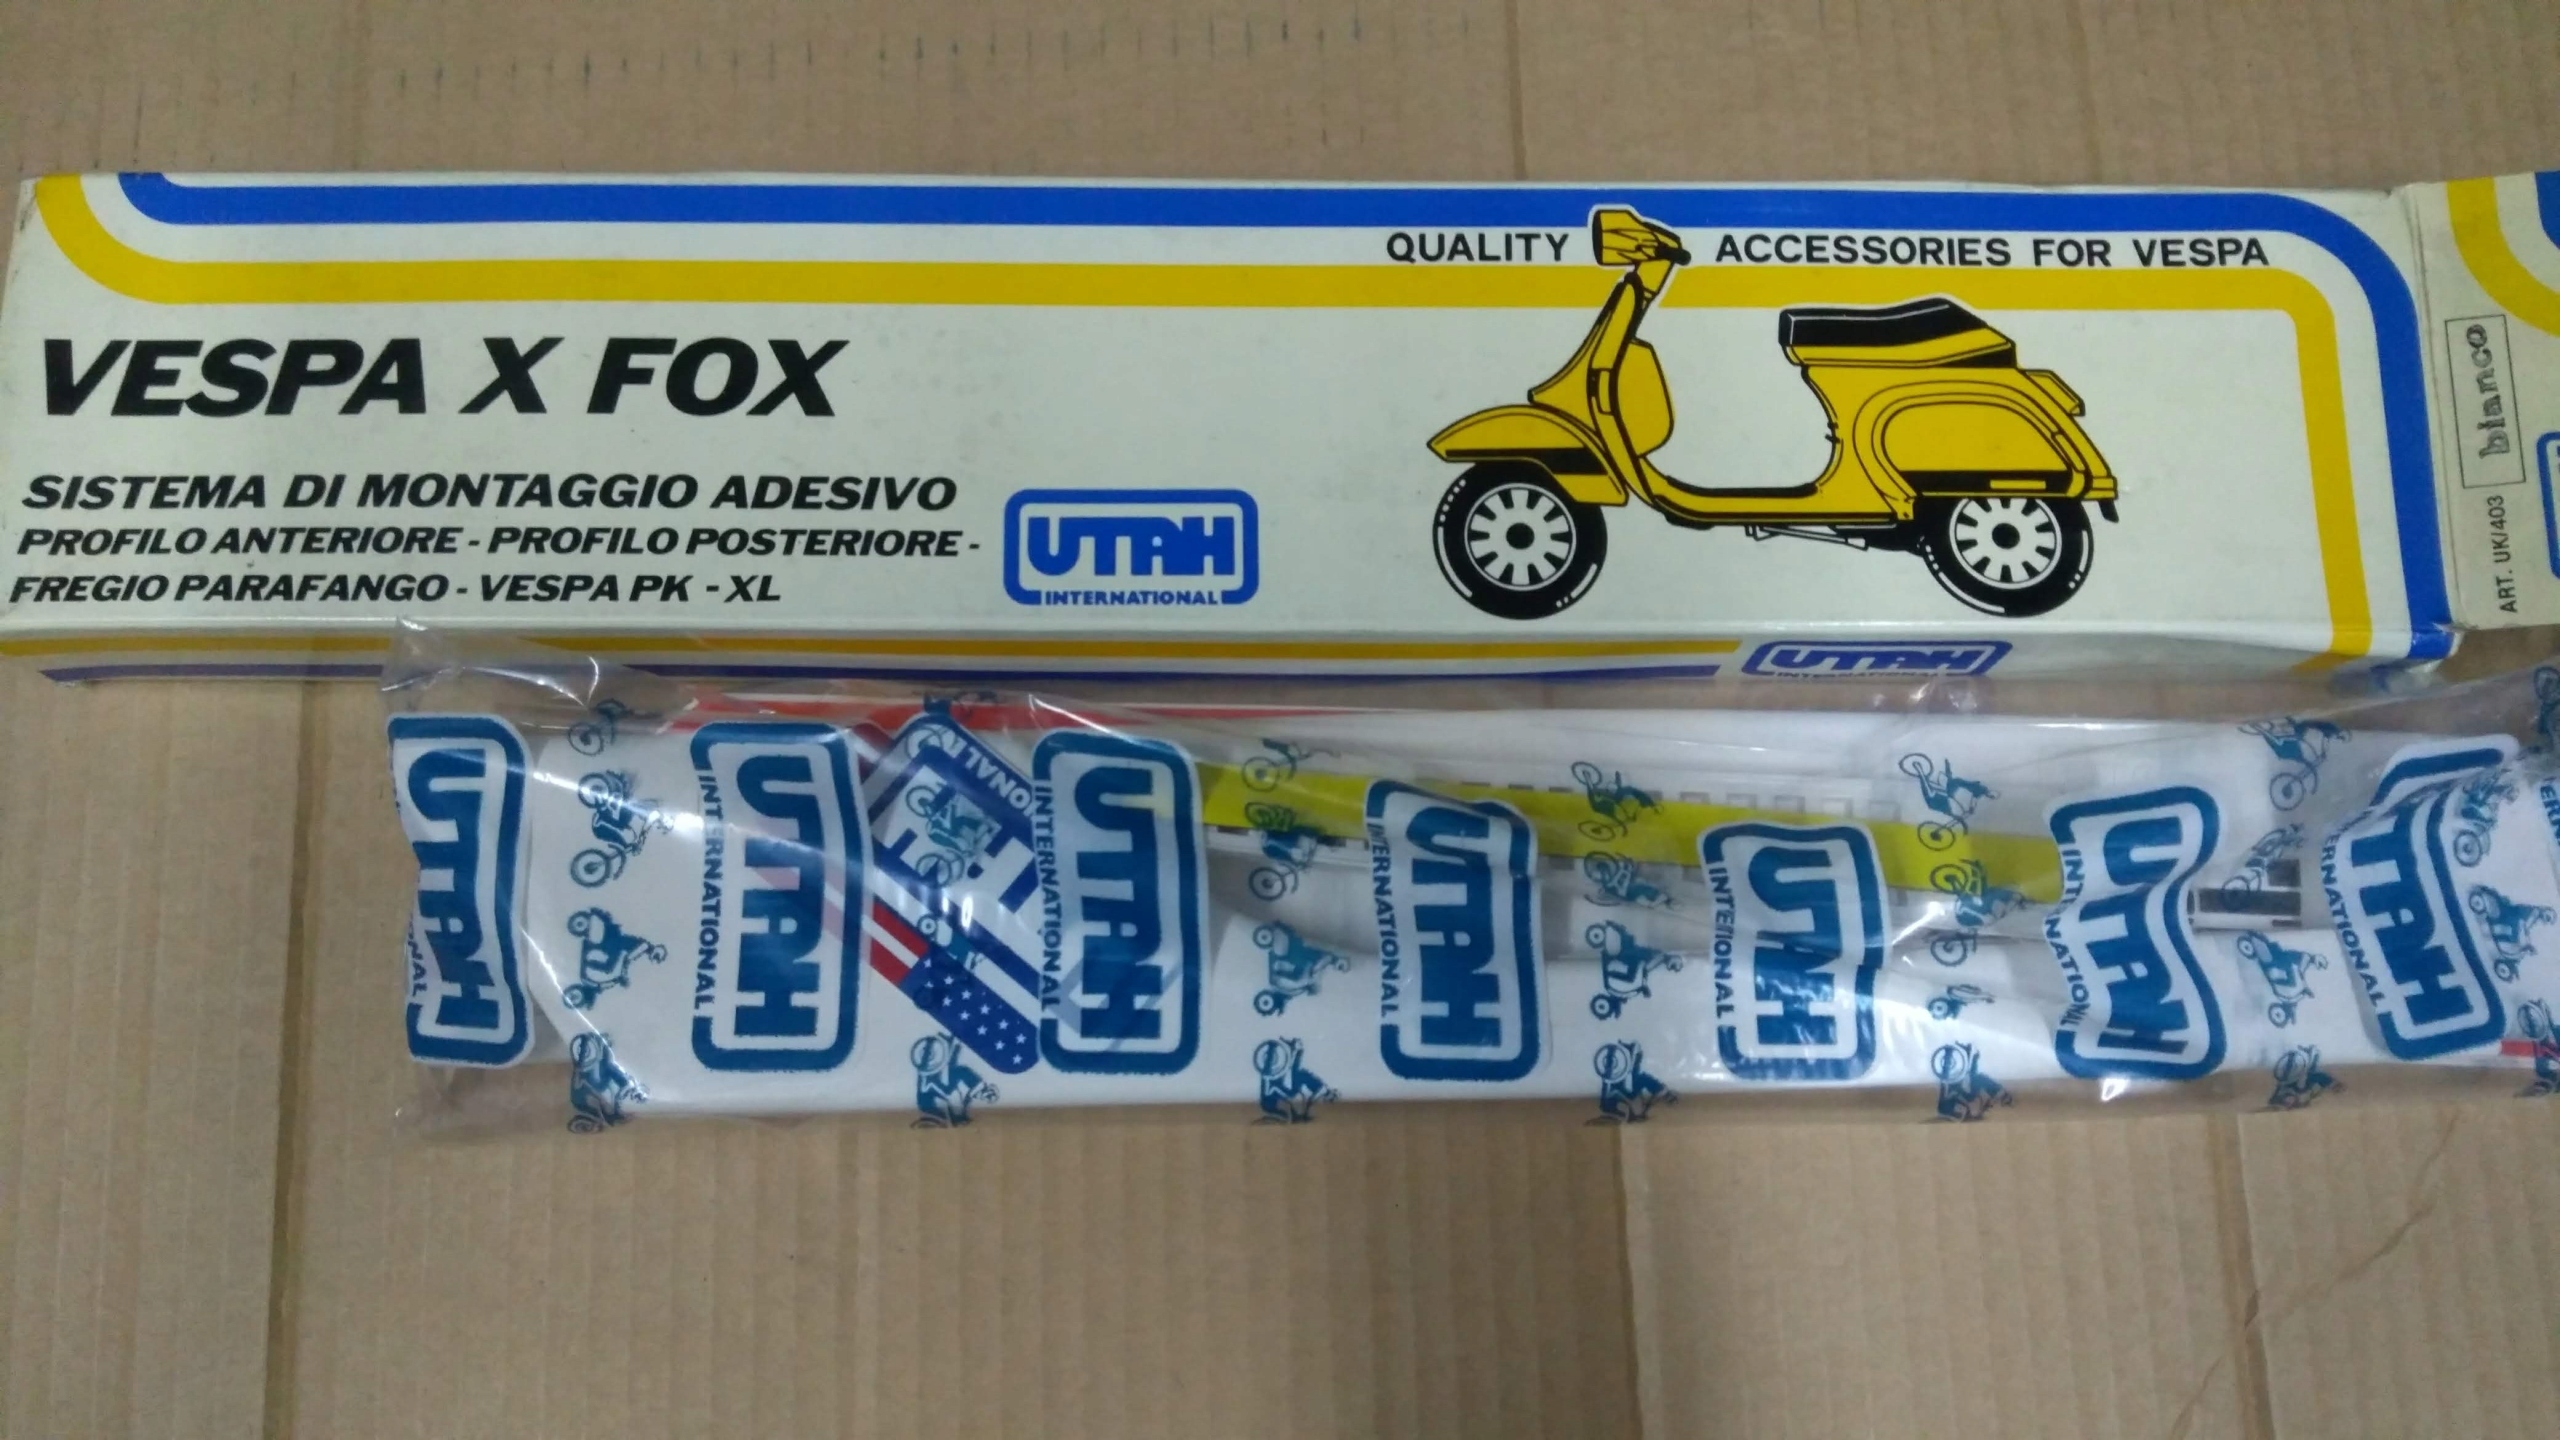 QUALITY ACCESSORIES FOR VESPA
VESPA X FOX
SISTEMA DI MONTAGGIO ADESIVO
PROFILO ANTERIORE - PROFILO POSTERIORE -
FREGIO PARAFANGO - VESPA PK - XL
UTAH
INTERNATIONAL
ART. UK/403 bianco
UTAH
INTERNATIONAL
UTAH
UTAH
INTERNATIONAL
UTAH
INTERNATIONAL
UTAH
INTERNATIONAL
UTAH
UTAH
INTERNATIONAL
UTAH